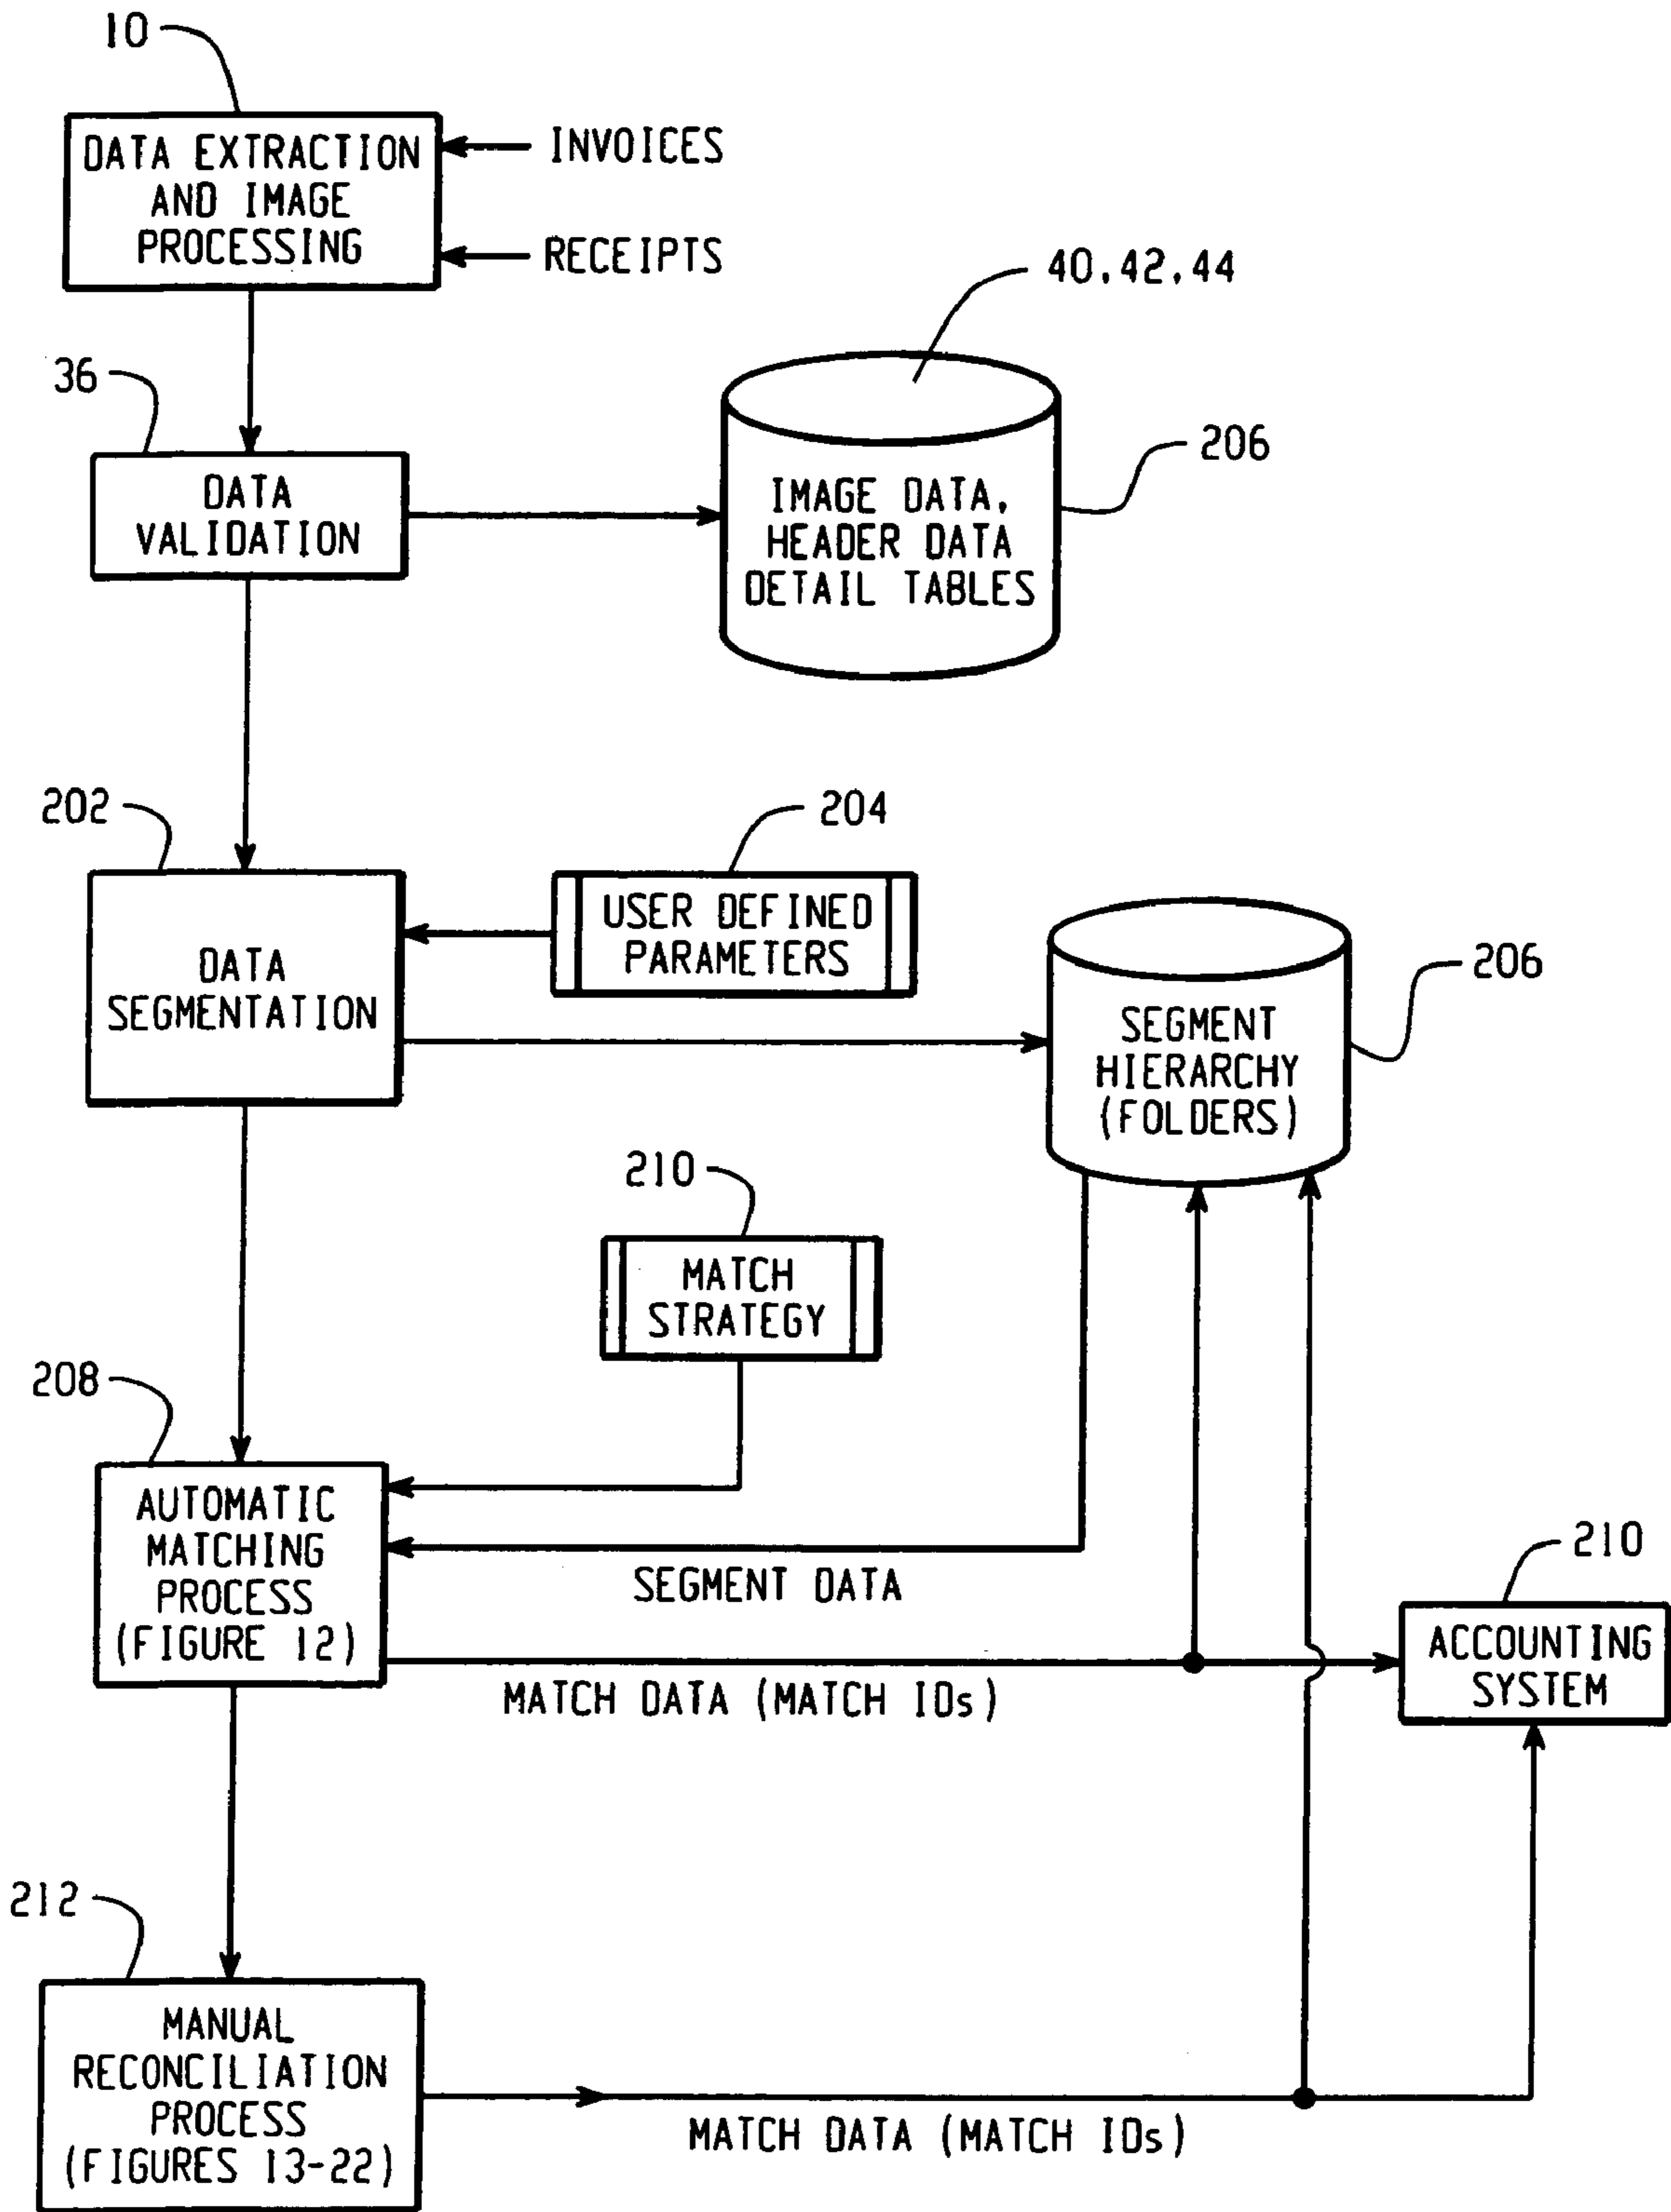 10
DATA EXTRACTION
AND IMAGE
PROCESSING
INVOICES
RECEIPTS
40,42,44
36
DATA
VALIDATION
206
IMAGE DATA,
HEADER DATA
DETAIL TABLES
202
204
DATA
SEGMENTATION
USER DEFINED
PARAMETERS
206
SEGMENT
HIERARCHY
(FOLDERS)
210
MATCH
STRATEGY
208
AUTOMATIC
MATCHING
PROCESS
(FIGURE 12)
SEGMENT DATA
MATCH DATA (MATCH IDs)
210
ACCOUNTING
SYSTEM
212
MANUAL
RECONCILIATION
PROCESS
(FIGURES 13-22)
MATCH DATA (MATCH IDs)